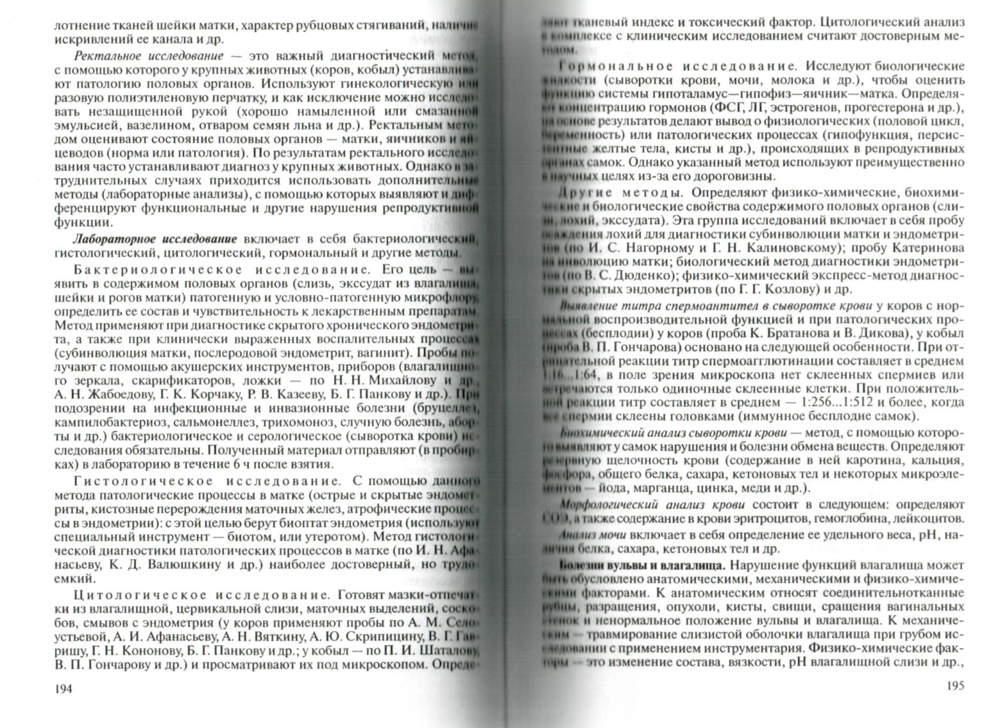 лотнение тканей шейки матки, характер рубцовых стягиваний, наличие
искривлений ее канала и др.
Ректальное исследование — это важный диагностический метод,
с помощью которого у крупных животных (коров, кобыл) устанавлива
ют патологию половых органов. Используют гинекологическую или
разовую полиэтиленовую перчатку, и как исключение можно исследо
вать незащищенной рукой (хорошо намыленной или смазанной
эмульсией, вазелином, отваром семян льна и др.). Ректальным мето
дом оценивают состояние половых органов — матки, яичников и яй
цеводов (норма или патология). По результатам ректального исследо
вания часто устанавливают диагноз у крупных животных. Однако в за
труднительных случаях приходится использовать дополнительные
методы (лабораторные анализы), с помощью которых выявляют и диф
ференцируют функциональные и другие нарушения репродуктивной
функции.
Лабораторное исследование включает в себя бактериологический,
гистологический, цитологический, гормональный и другие методы.
Бактериологическое исследование. Его цель — вы
явить в содержимом половых органов (слизь, экссудат из влагалища,
шейки и рогов матки) патогенную и условно-патогенную микрофлору,
определить ее состав и чувствительность к лекарственным препаратам
Метод применяют при диагностике скрытого хронического эндометри
та, а также при клинически выраженных воспалительных процессах
(субинволюция матки, послеродовой эндометрит, вагинит). Пробы по
лучают с помощью акушерских инструментов, приборов (влагалищно
го зеркала, скарификаторов, ложки — по Н. Н. Михайлову и др.,
А. Н. Жабоедову, Г. К. Корчаку, Р. В. Казееву, Б. Г. Панкову и др.). При
подозрении на инфекционные и инвазионные болезни (бруцеллез,
кампилобактериоз, сальмонеллез, трихомоноз, случную болезнь, абор
ты и др.) бактериологическое и серологическое (сыворотка крови) ис
следования обязательны. Полученный материал отправляют (в пробир
ках) в лабораторию в течение 6 ч после взятия.
Гистологическое исследование. С помощью данного
метода патологические процессы в матке (острые и скрытые эндомет
риты, кистозные перерождения маточных желез, атрофические процес
сы в эндометрии): с этой целью берут биоптат эндометрия (используют
специальный инструмент — биотом, или утеротом). Метод гистологи
ческой диагностики патологических процессов в матке (по И. Н. Афа
насьеву, К. Д. Валюшкину и др.) наиболее достоверный, но трудо
емкий.
Цитологическое исследование. Готовят мазки-отпечат
ки из влагалищной, цервикальной слизи, маточных выделений, соско
бов, смывов с эндометрия (у коров применяют пробы по А. М. Село
устьевой, А. И. Афанасьеву, А. Н. Вяткину, А. Ю. Скрипицину, В. Г. Гав
ришу, Г. Н. Кононову, Б. Г. Панкову и др.; у кобыл — по П. И. Шаталову,
В. П. Гончарову и др.) и просматривают их под микроскопом. Опреде
194
тканевый индекс и токсический фактор. Цитологический анализ
в комплексе с клиническим исследованием считают достоверным ме-
тодом.
Гормональное исследование. Исследуют биологические
жидкости (сыворотки крови, мочи, молока и др.), чтобы оценить
функцию системы гипоталамус—гипофиз—яичник—матка. Определя-
концентрацию гормонов (ФСГ, ЛГ, эстрогенов, прогестерона и др.),
на основе результатов делают вывод о физиологических (половой цикл,
беременность) или патологических процессах (гипофункция, персис-
тентные желтые тела, кисты и др.), происходящих в репродуктивных
органах самок. Однако указанный метод используют преимущественно
в научных целях из-за его дороговизны.
Другие методы. Определяют физико-химические, биохими-
ческие и биологические свойства содержимого половых органов (сли-
зи, лохий, экссудата). Эта группа исследований включает в себя пробу
лохий для диагностики субинволюции матки и эндометри-
тов (по И. С. Нагорному и Г. Н. Калиновскому); пробу Катеринова
на инволюцию матки; биологический метод диагностики эндометри-
тов (по В. С. Дюденко); физико-химический экспресс-метод диагнос-
тики скрытых эндометритов (по Г. Г. Козлову) и др.
Выявление титра спермоантител в сыворотке крови у коров с нор-
мальной воспроизводительной функцией и при патологических про-
цессах (бесплодии) у коров (проба К. Братанова и В. Дикова), у кобыл
(проба В. П. Гончарова) основано на следующей особенности. При от-
рицательной реакции титр спермоагглютинации составляет в среднем
1:16...1:64, в поле зрения микроскопа нет склеенных спермиев или
встречаются только одиночные склеенные клетки. При положитель-
ной реакции титр составляет в среднем — 1:256...1:512 и более, когда
все спермии склеены головками (иммунное бесплодие самок).
Биохимический анализ сыворотки крови — метод, с помощью которо-
го выявляют у самок нарушения и болезни обмена веществ. Определяют
резервную щелочность крови (содержание в ней каротина, кальция,
фосфора, общего белка, сахара, кетоновых тел и некоторых микроэле-
ментов — йода, марганца, цинка, меди и др.).
Морфологический анализ крови состоит в следующем: определяют
СОЭ, а также содержание в крови эритроцитов, гемоглобина, лейкоцитов.
Анализ мочи включает в себя определение ее удельного веса, рН, на-
личия белка, сахара, кетоновых тел и др.
Болезни вульвы и влагалища. Нарушение функций влагалища может
быть обусловлено анатомическими, механическими и физико-химиче-
скими факторами. К анатомическим относят соединительнотканные
рубцы, разращения, опухоли, кисты, свищи, сращения вагинальных
стенок и ненормальное положение вульвы и влагалища. К механиче-
ским — травмирование слизистой оболочки влагалища при грубом ис-
следовании с применением инструментария. Физико-химические фак-
торы — это изменение состава, вязкости, рН влагалищной слизи и др.,
195